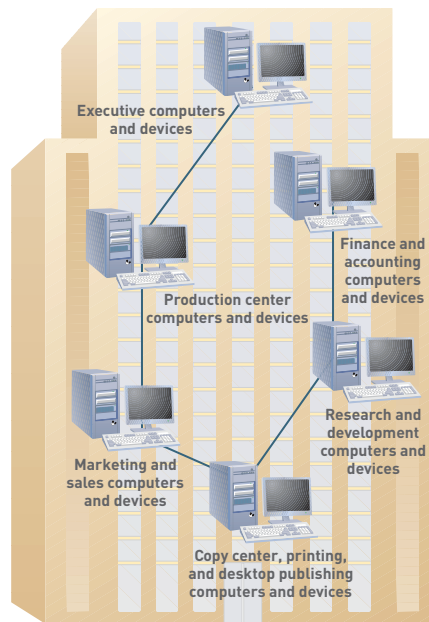 Executive computers
and devices
Finance and
accounting
computers
and devices
Production center
computers and devices
Research and
development
computers and
devices
Marketing and
sales computers
and devices
Copy center, printing,
and desktop publishing
computers and devices